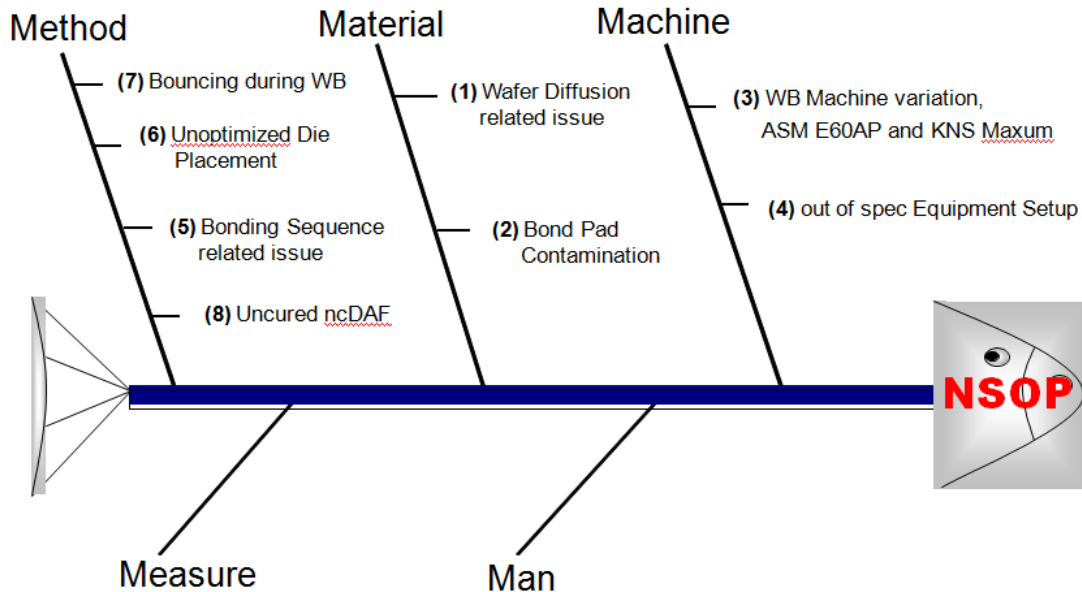 Method
Material
Machine
(7) Bouncing during WB
(6) Unoptimized Die
Placement
(5) Bonding Sequence
related issue
(8) Uncured ncDAF
(1) Wafer Diffusion
related issue
(2) Bond Pad
Contamination
(3) WB Machine variation,
ASM E60AP and KNS Maxum
(4) out of spec Equipment Setup
NSOP
Measure
Man